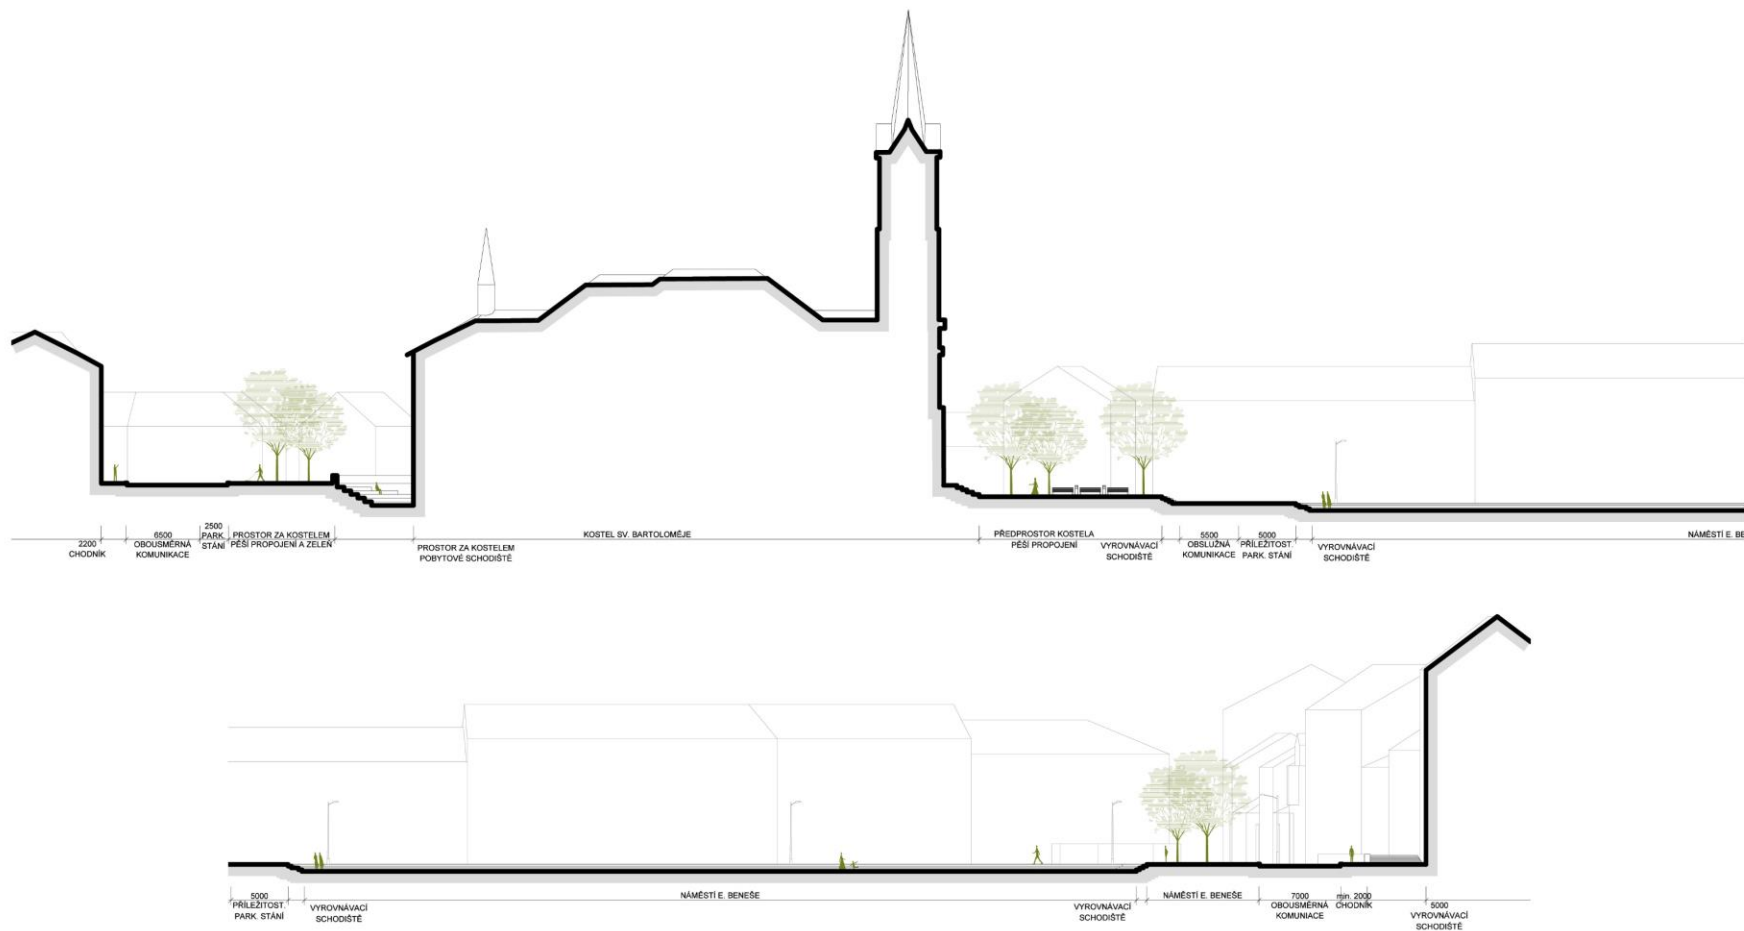 2200
CHODNÍK
6500
OBOUSMĚRNÁ
KOMUNIKACE
2500
PARK.
STÁNÍ
PROSTOR ZA KOSTELEM
PĚŠÍ PROPOJENÍ A ZELEŇ
PROSTOR ZA KOSTELEM
POBYTOVÉ SCHODIŠTĚ
KOSTEL SV. BARTOLOMĚJE
PŘEDPROSTOR KOSTELA
PĚŠÍ PROPOJENÍ
VYROVNÁVACÍ
SCHODIŠTĚ
5500
OBSLUŽNÁ
KOMUNIKACE
5000
PŘÍLEŽITOST.
PARK. STÁNÍ
VYROVNÁVACÍ
SCHODIŠTĚ
NÁMĚSTÍ E. BE
5000
PŘÍLEŽITOST.
PARK. STÁNÍ
VYROVNÁVACÍ
SCHODIŠTĚ
NÁMĚSTÍ E. BENEŠE
VYROVNÁVACÍ
SCHODIŠTĚ
NÁMĚSTÍ E. BENEŠE
7000
OBOUSMĚRNÁ
KOMUNIACE
min. 2000
CHODNÍK
5000
VYROVNÁVACÍ
SCHODIŠTĚ